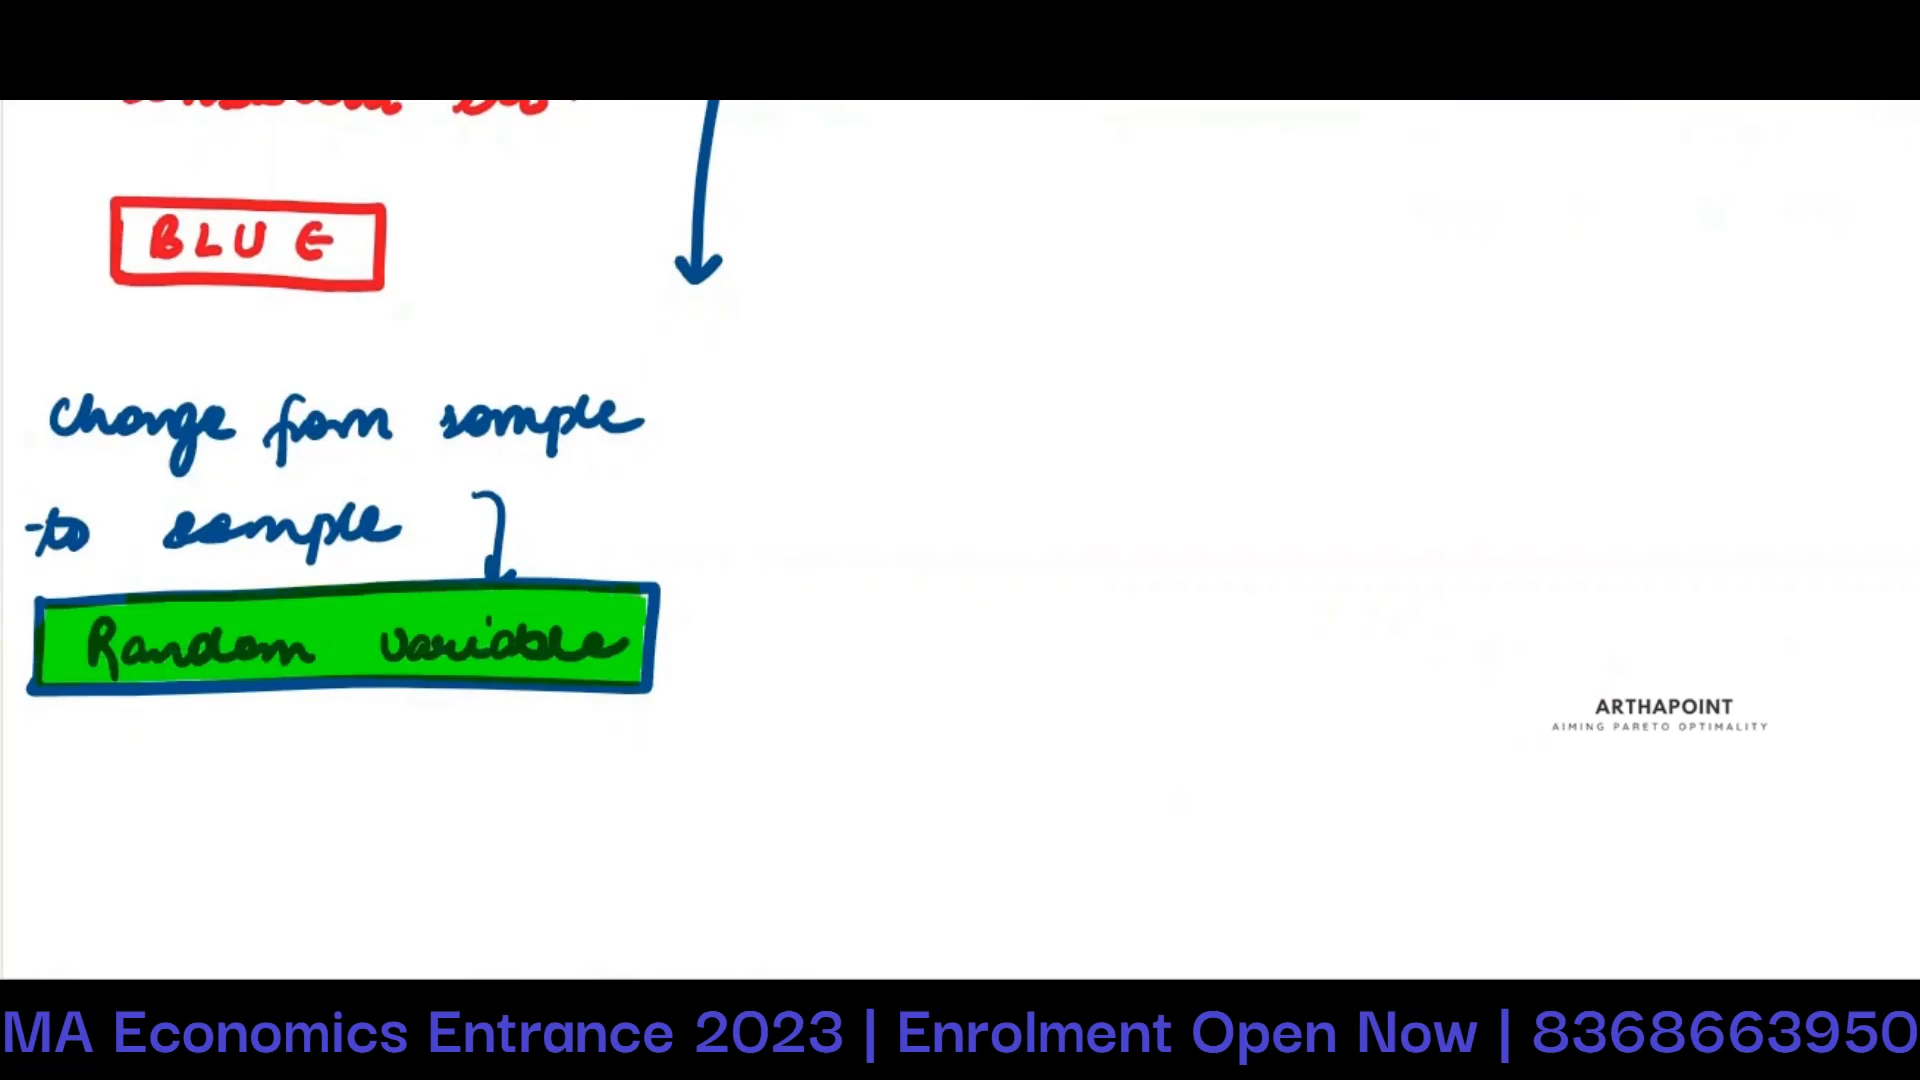 BLUE
change from sample
to sample
Random variable
ARTHAPOINT
AIMING PARETO OPTIMALITY
MA Economics Entrance 2023 | Enrolment Open Now | 8368663950